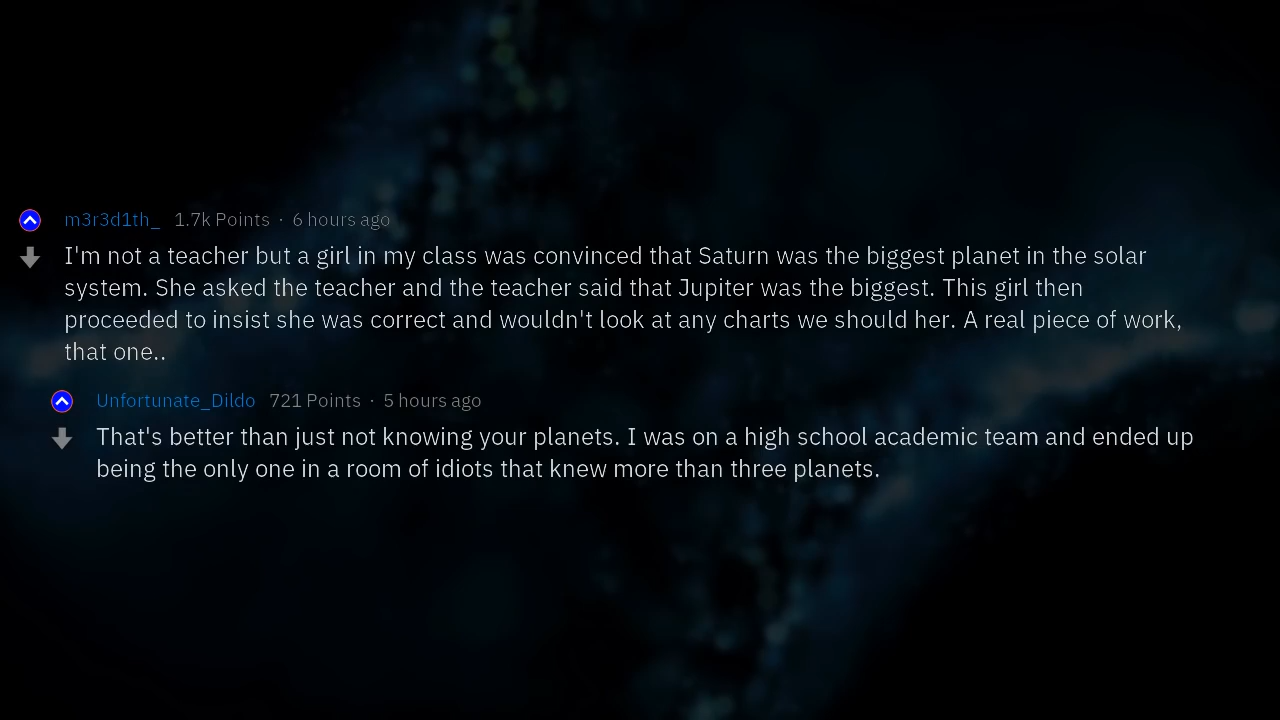 m3r3d1th_ 1.7k Points · 6 hours ago
I'm not a teacher but a girl in my class was convinced that Saturn was the biggest planet in the solar
system. She asked the teacher and the teacher said that Jupiter was the biggest. This girl then
proceeded to insist she was correct and wouldn't look at any charts we should her. A real piece of work,
that one..
Unfortunate_Dildo 721 Points · 5 hours ago
That's better than just not knowing your planets. I was on a high school academic team and ended up
being the only one in a room of idiots that knew more than three planets.